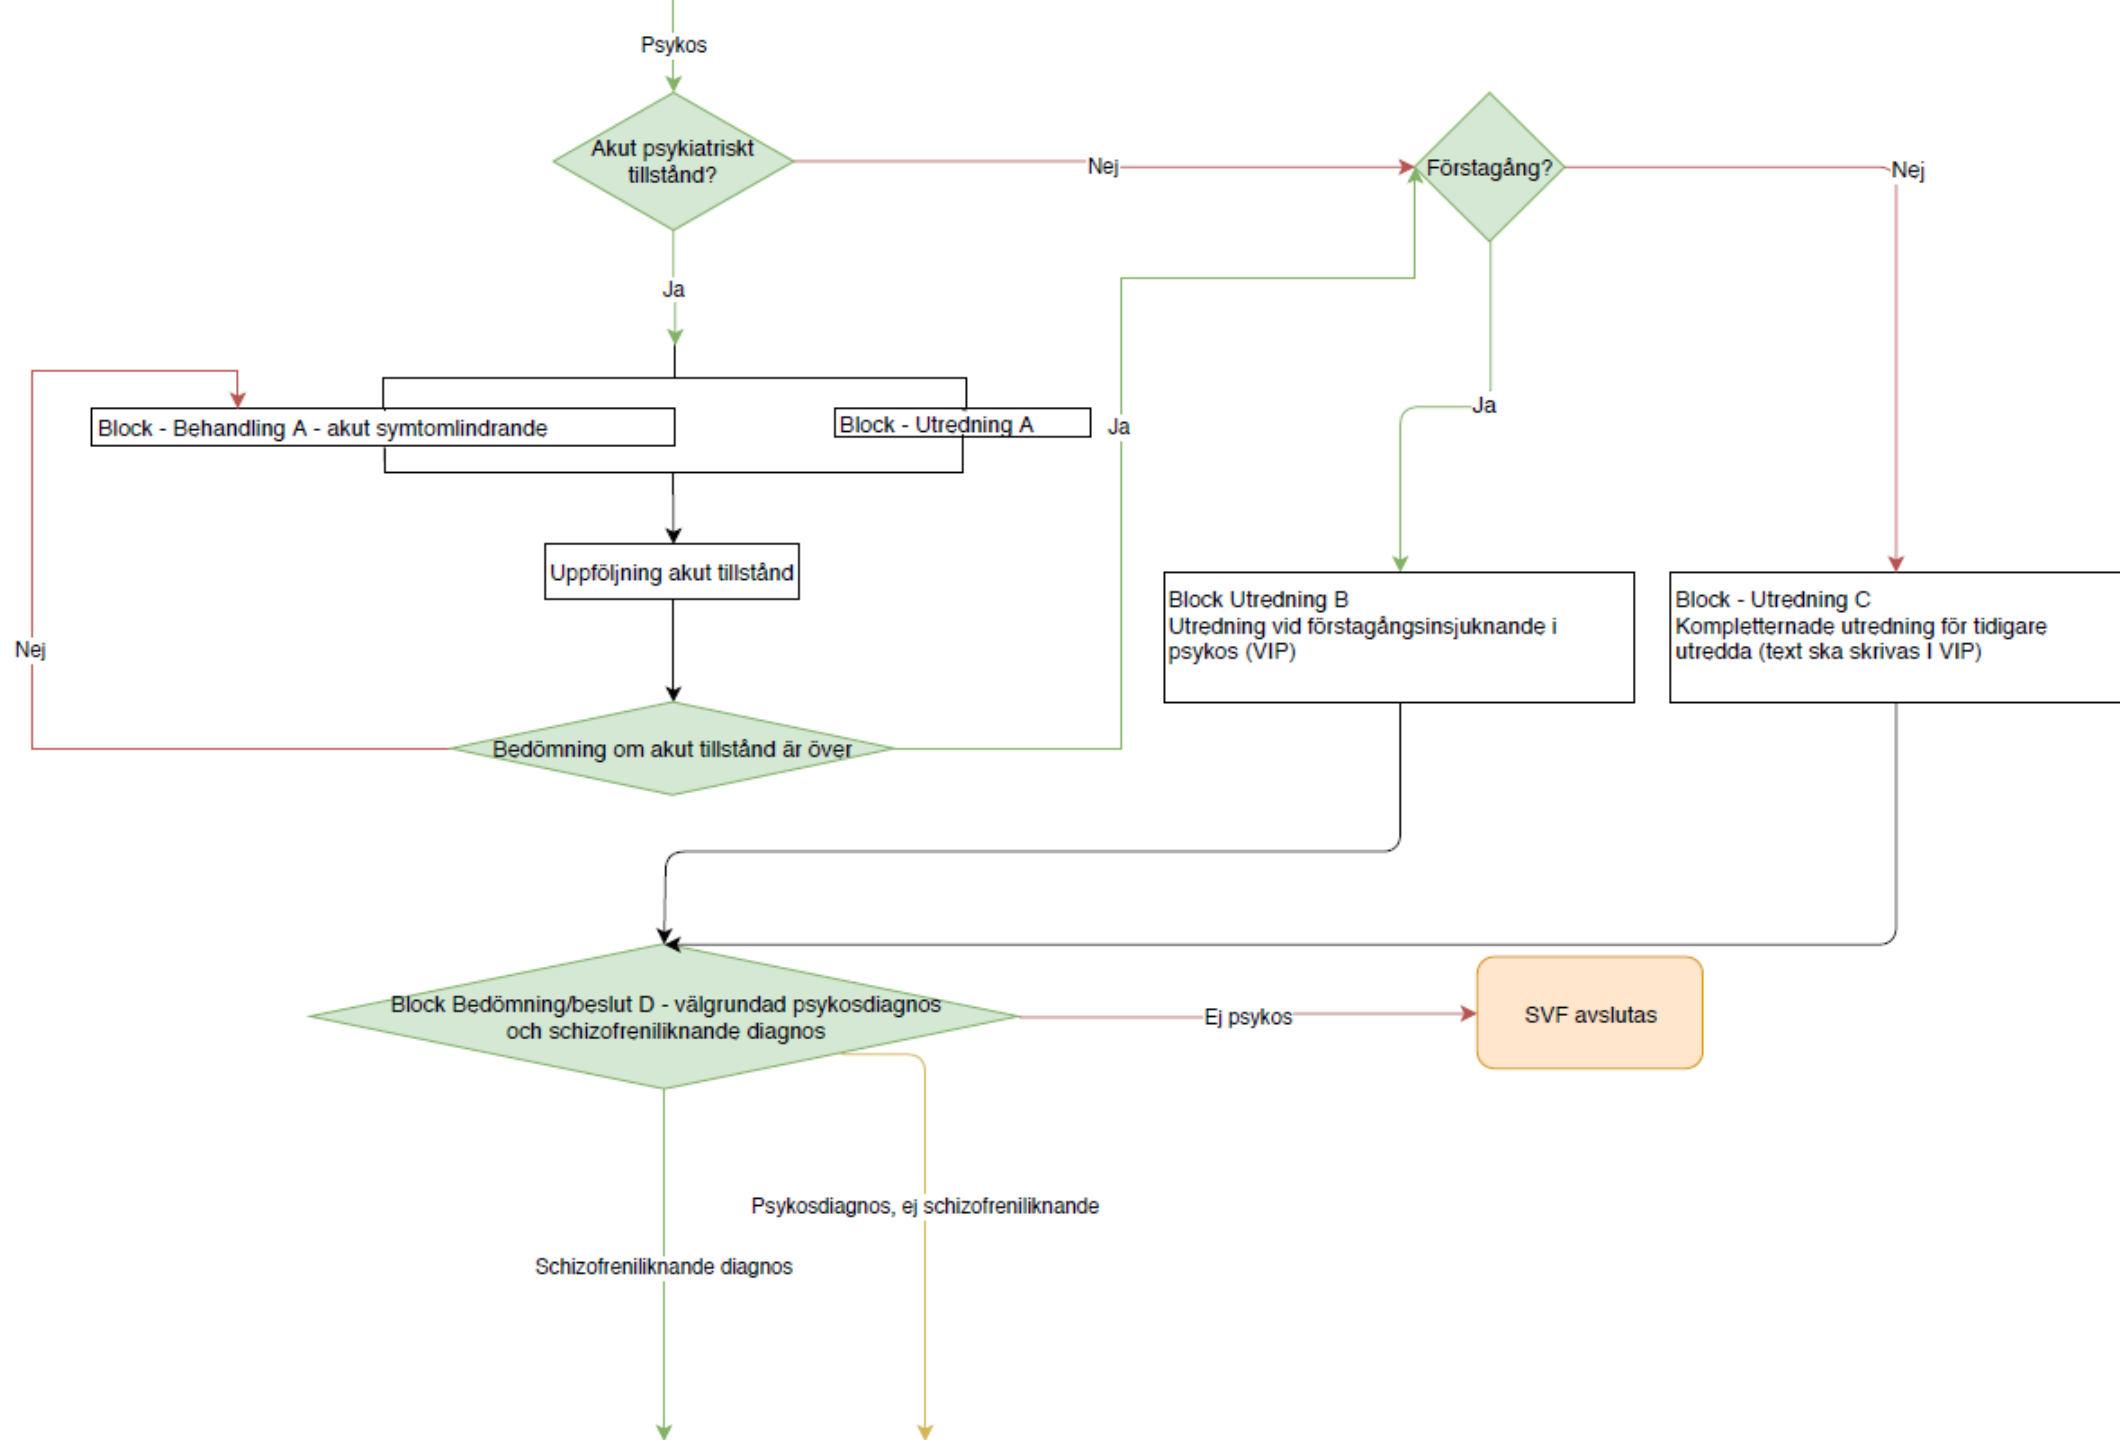 Psykos
Akut psykiatriskt
tillstånd?
Nej
Förstagång?
Nej
Ja
Ja
Block - Behandling A - akut symtomlindrande
Block - Utredning A
Ja
Uppföljning akut tillstånd
Block Utredning B
Utredning vid förstagångsinsjuknande i
psykos (VIP)
Block - Utredning C
Kompletternade utredning för tidigare
utredda (text ska skrivas I VIP)
Nej
Bedömning om akut tillstånd är över
Block Bedömning/beslut D - välgrundad psykosdiagnos
och schizofreniliknande diagnos
Ej psykos
SVF avslutas
Psykosdiagnos, ej schizofreniliknande
Schizofreniliknande diagnos